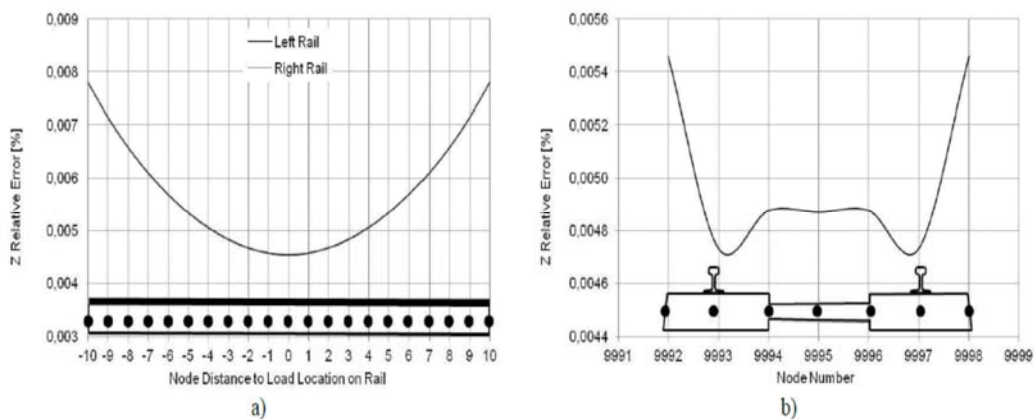 0,009
0,008
0,007
0,006
0,005
0,004
0,003
Z Relative Error [%]
Left Rail
Right Rail
-10 -9 -8 -7 -6 -5 -4 -3 -2 -1 0 1 2 3 4 5 6 7 8 9 10
Node Distance to Load Location on Rail
a)
0,0056
0,0054
0,0052
0,0050
0,0048
0,0046
0,0044
Z Relative Error [%]
9991 9992 9993 9994 9995 9996 9997 9998 9999
Node Number
b)